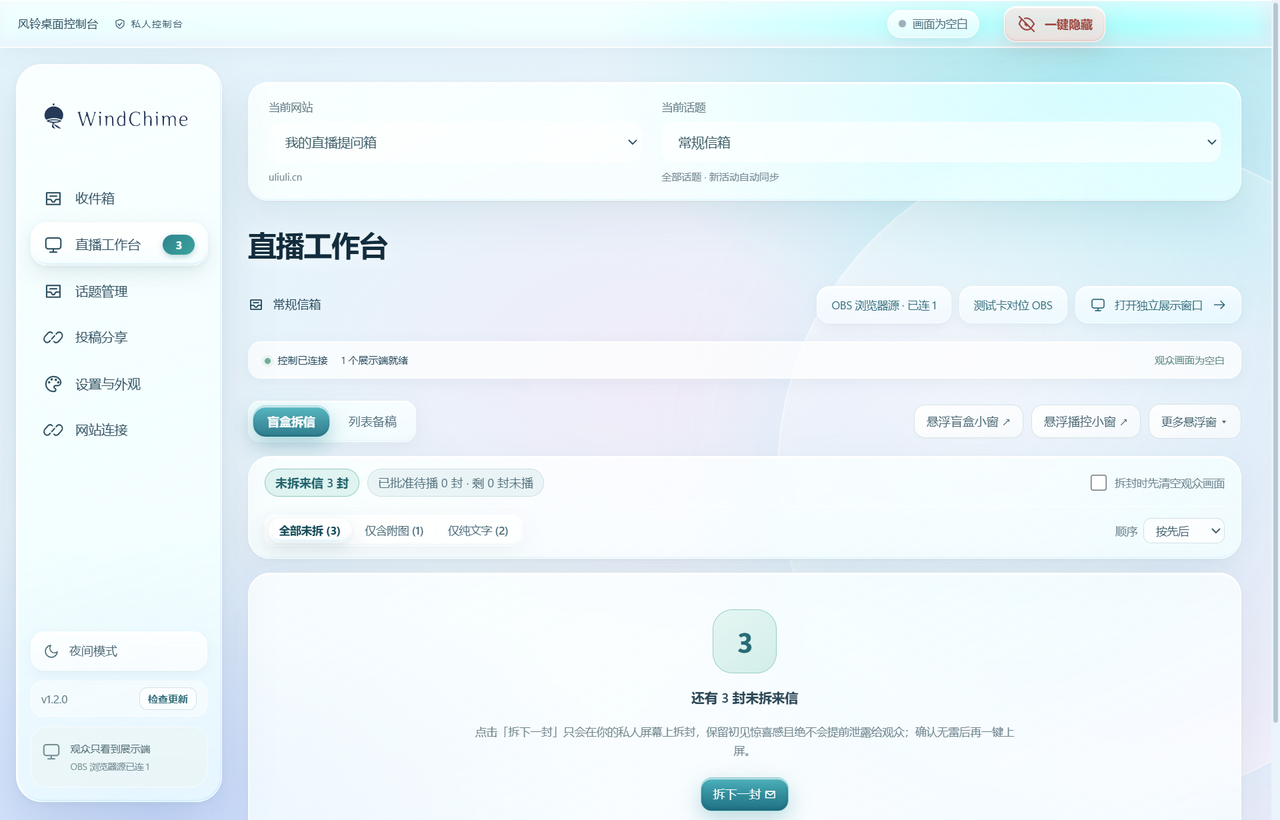 风铃桌面控制台
私人控制台
画面为空白
一键隐藏
WindChime
收件箱
直播工作台
3
话题管理
投稿分享
设置与外观
网站连接
夜间模式
v1.2.0
检查更新
观众只看到展示端
OBS 浏览器源已连 1
当前网站
当前话题
我的直播提问箱
常规信箱
uliuli.cn
全部话题 · 新活动自动同步
直播工作台
常规信箱
OBS 浏览器源 · 已连 1
测试卡对位 OBS
打开独立展示窗口 →
控制已连接
1 个展示端就绪
观众画面为空白
盲盒拆信
列表备稿
悬浮盲盒小窗 ↗
悬浮播控小窗 ↗
更多悬浮窗
未拆来信 3 封
已批准待播 0 封 · 剩 0 封未播
拆封时先清空观众画面
全部未拆 (3)
仅含附图 (1)
仅纯文字 (2)
顺序
按先后
3
还有 3 封未拆来信
点击「拆下一封」只会在你的私人屏幕上拆封，保留初见惊喜感且绝不会提前泄露给观众；确认无雷后再一键上
屏。
拆下一封